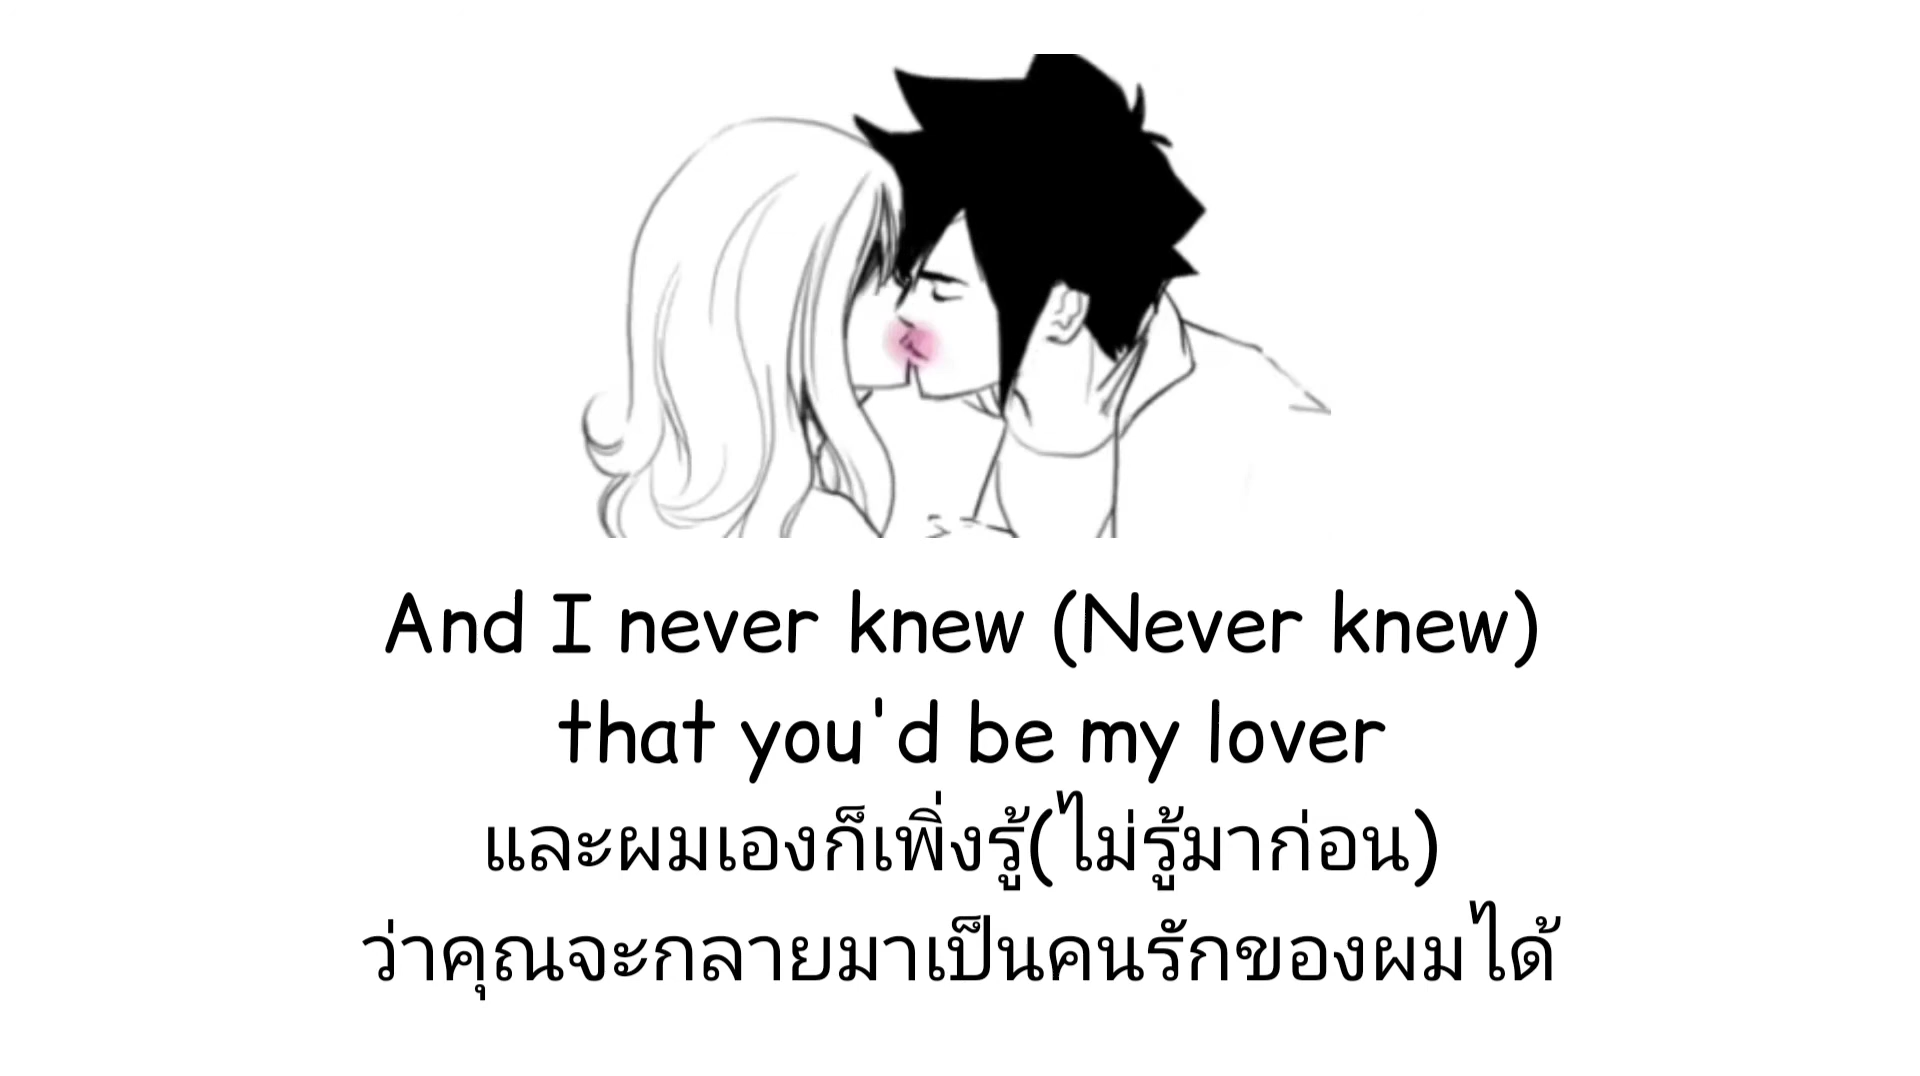 And I never knew (Never knew)
that you'd be my lover
และผมเองก็เพิ่งรู้(ไม่รู้มาก่อน)
ว่าคุณจะกลายมาเป็นคนรักของผมได้